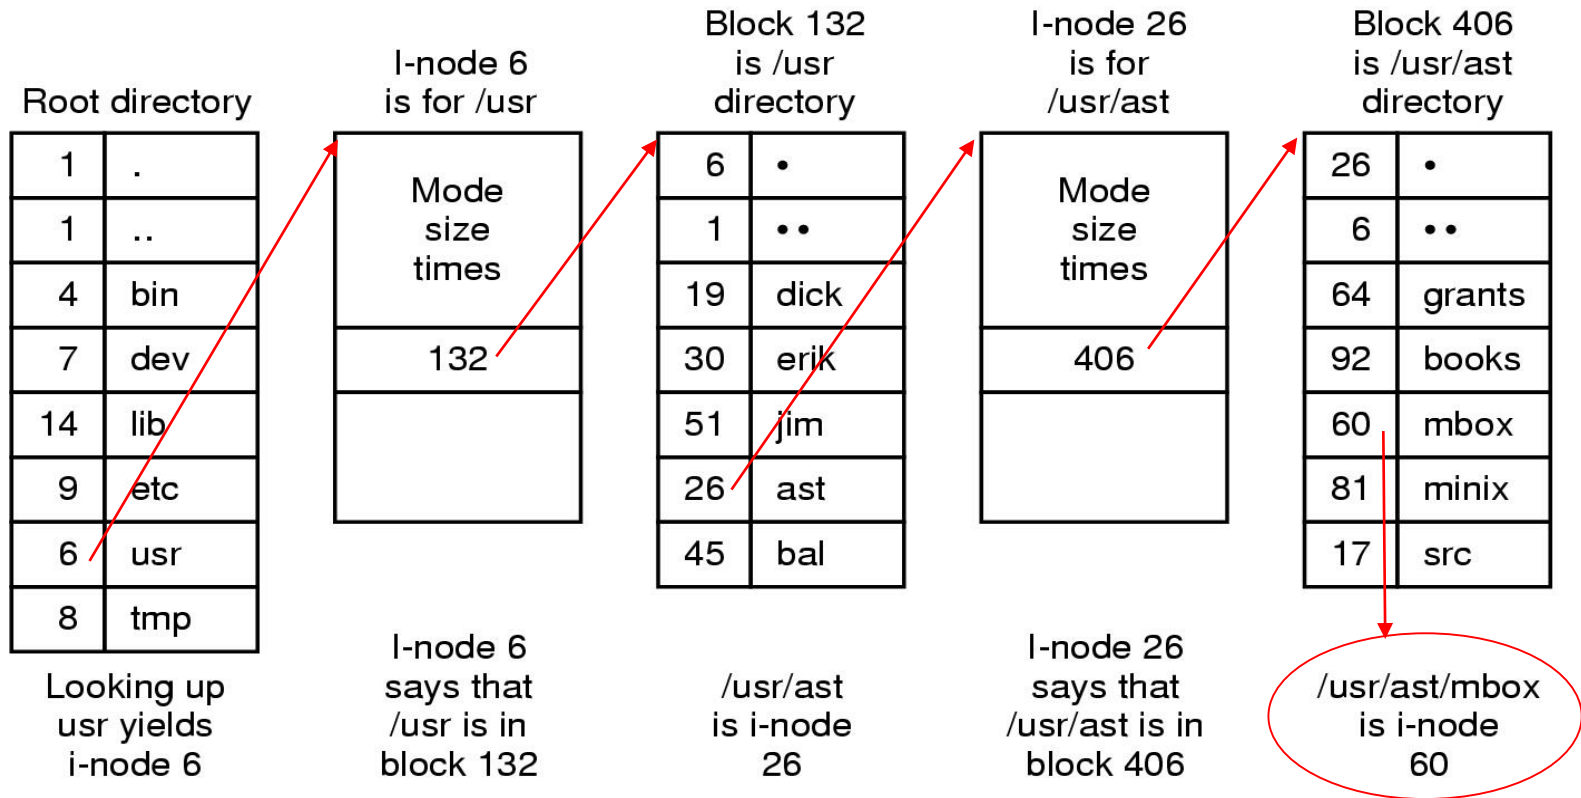 Root directory
1 .
1 ..
4 bin
7 dev
14 lib
9 etc
6 usr
8 tmp
Looking up
usr yields
i-node 6
I-node 6
is for /usr
Mode
size
times
132
I-node 6
says that
/usr is in
block 132
Block 132
is /usr
directory
6 •
1 ••
19 dick
30 erik
51 jim
26 ast
45 bal
/usr/ast
is i-node
26
I-node 26
is for
/usr/ast
Mode
size
times
406
I-node 26
says that
/usr/ast is in
block 406
Block 406
is /usr/ast
directory
26 •
6 ••
64 grants
92 books
60 mbox
81 minix
17 src
/usr/ast/mbox
is i-node
60